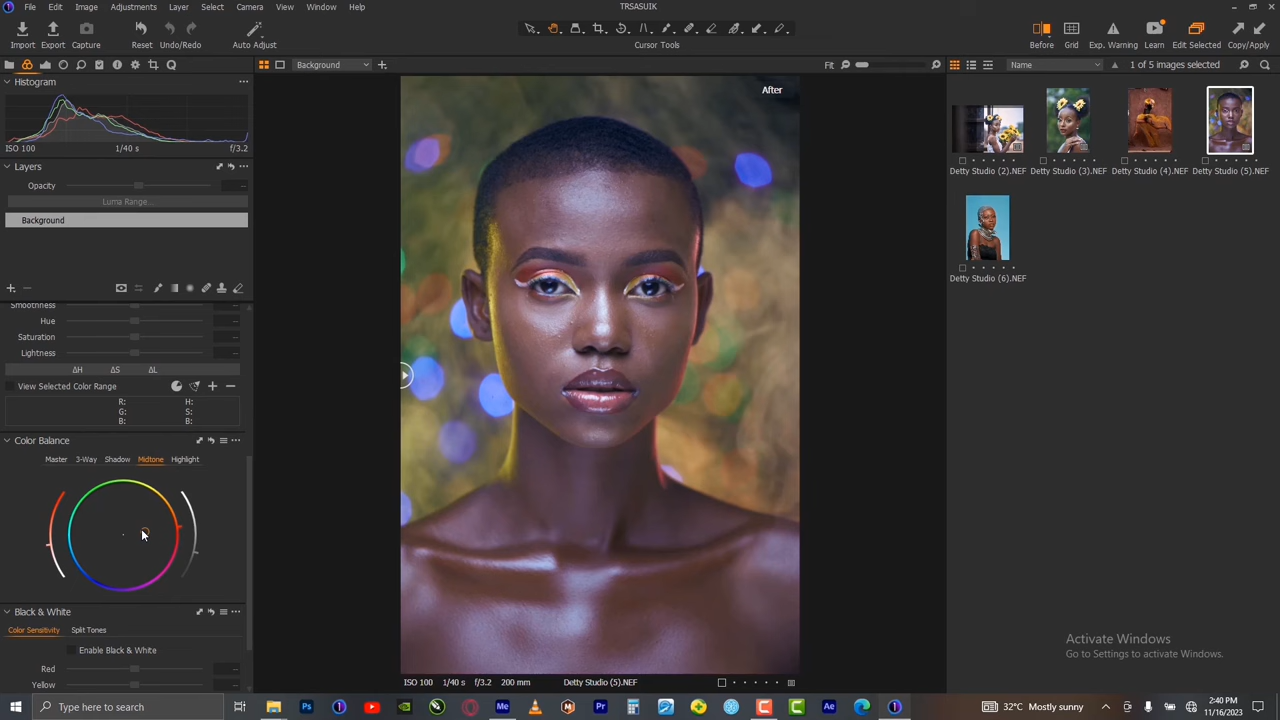 File Edit Image Adjustments Layer Select Camera View Window Help
TRSASUIK
Import Export Capture Reset Undo/Redo Auto Adjust Cursor Tools Before Grid Exp. Warning Learn Edit Selected Copy/Apply
Background
Fit
Name
1 of 5 images selected
Histogram
ISO 100 1/40 s f/3.2
Layers
Opacity
Luma Range...
Background
Smoothness
Hue
Saturation
Lightness
ΔH ΔS ΔL
View Selected Color Range
R: H:
G: S:
B: B:
Color Balance
Master 3-Way Shadow Midtone Highlight
Black & White
Color Sensitivity Split Tones
Enable Black & White
Red
Yellow
After
ISO 100 1/40 s f/3.2 200 mm Detty Studio (5).NEF
Detty Studio (2).NEF Detty Studio (3).NEF Detty Studio (4).NEF Detty Studio (5).NEF
Detty Studio (6).NEF
Activate Windows
Go to Settings to activate Windows.
Type here to search
Ps Me Pr Ae
32°C Mostly sunny
2:40 PM
11/16/2023